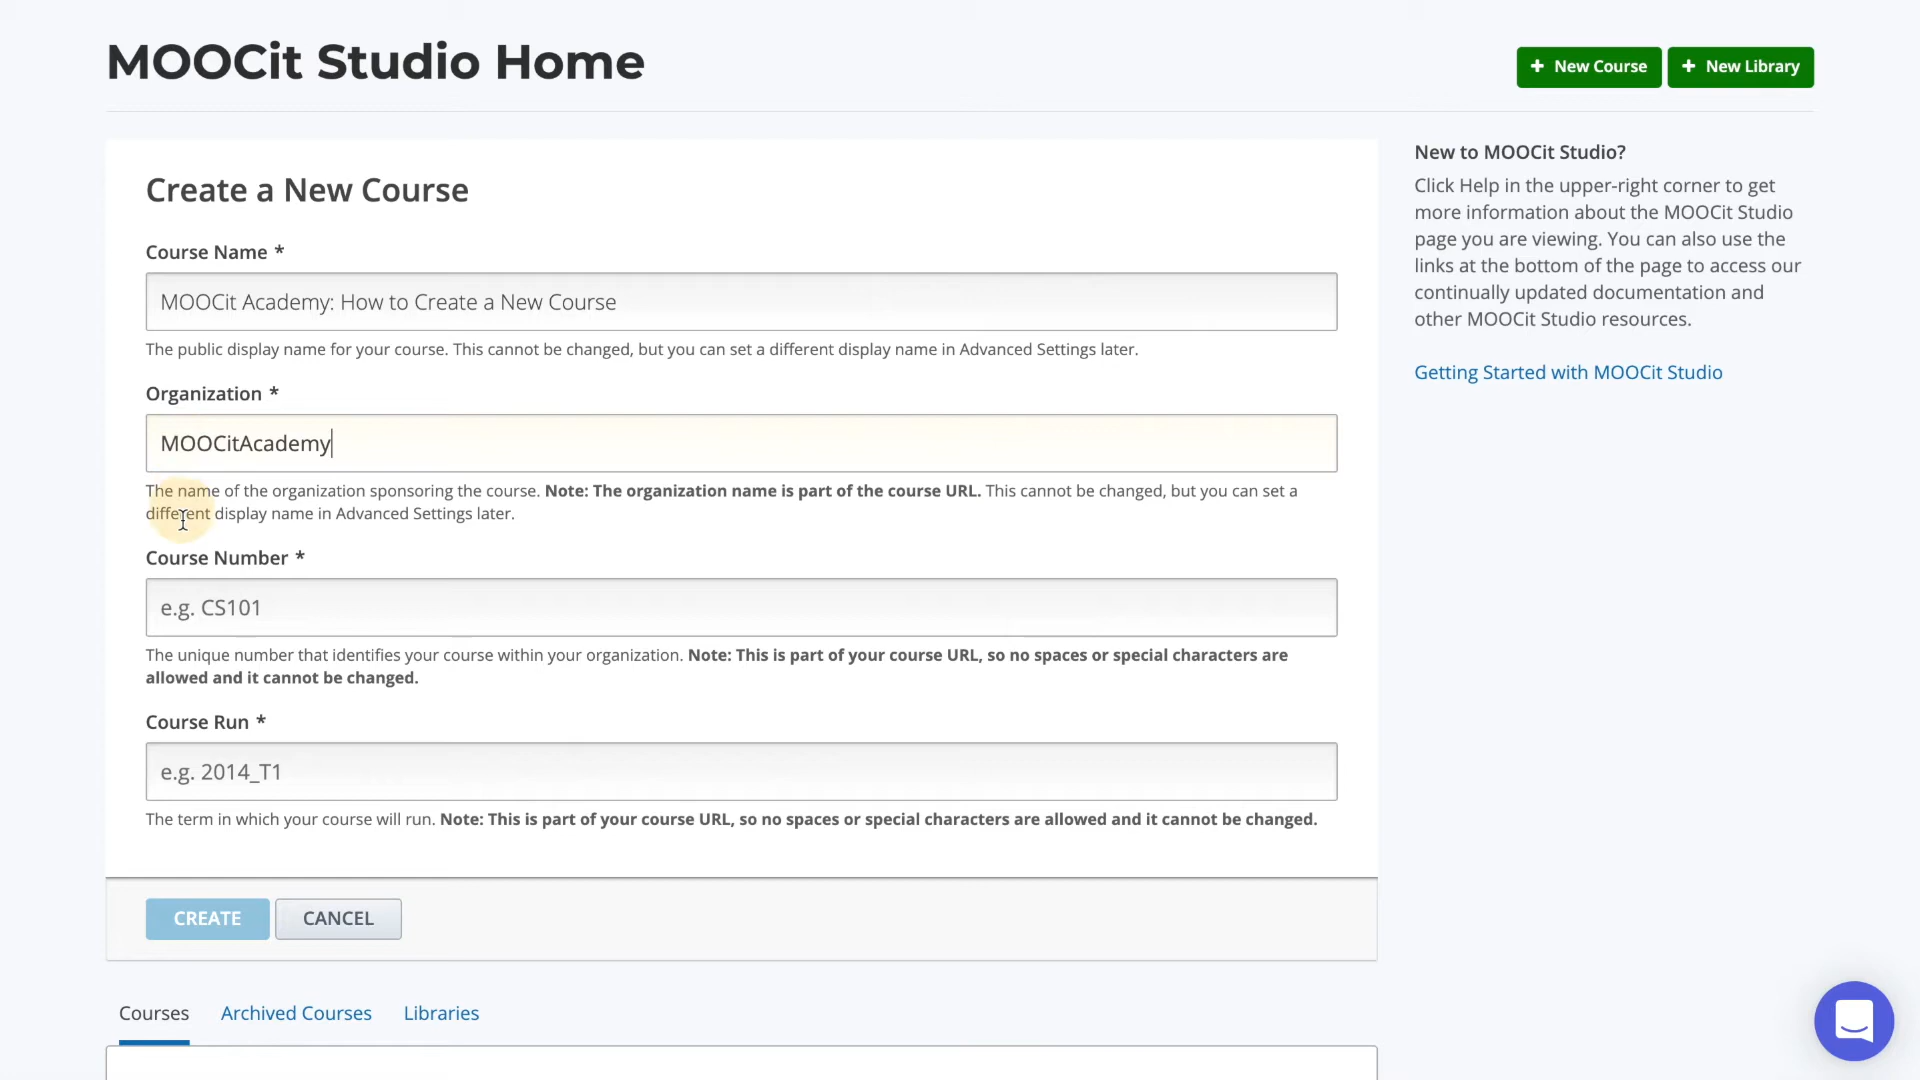 MOOCit Studio Home
+ New Course
+ New Library
Create a New Course
Course Name *
MOOCit Academy: How to Create a New Course
The public display name for your course. This cannot be changed, but you can set a different display name in Advanced Settings later.
Organization *
MOOCitAcademy
The name of the organization sponsoring the course. Note: The organization name is part of the course URL. This cannot be changed, but you can set a
different display name in Advanced Settings later.
Course Number *
e.g. CS101
The unique number that identifies your course within your organization. Note: This is part of your course URL, so no spaces or special characters are
allowed and it cannot be changed.
Course Run *
e.g. 2014_T1
The term in which your course will run. Note: This is part of your course URL, so no spaces or special characters are allowed and it cannot be changed.
CREATE
CANCEL
Courses
Archived Courses
Libraries
New to MOOCit Studio?
Click Help in the upper-right corner to get
more information about the MOOCit Studio
page you are viewing. You can also use the
links at the bottom of the page to access our
continually updated documentation and
other MOOCit Studio resources.
Getting Started with MOOCit Studio